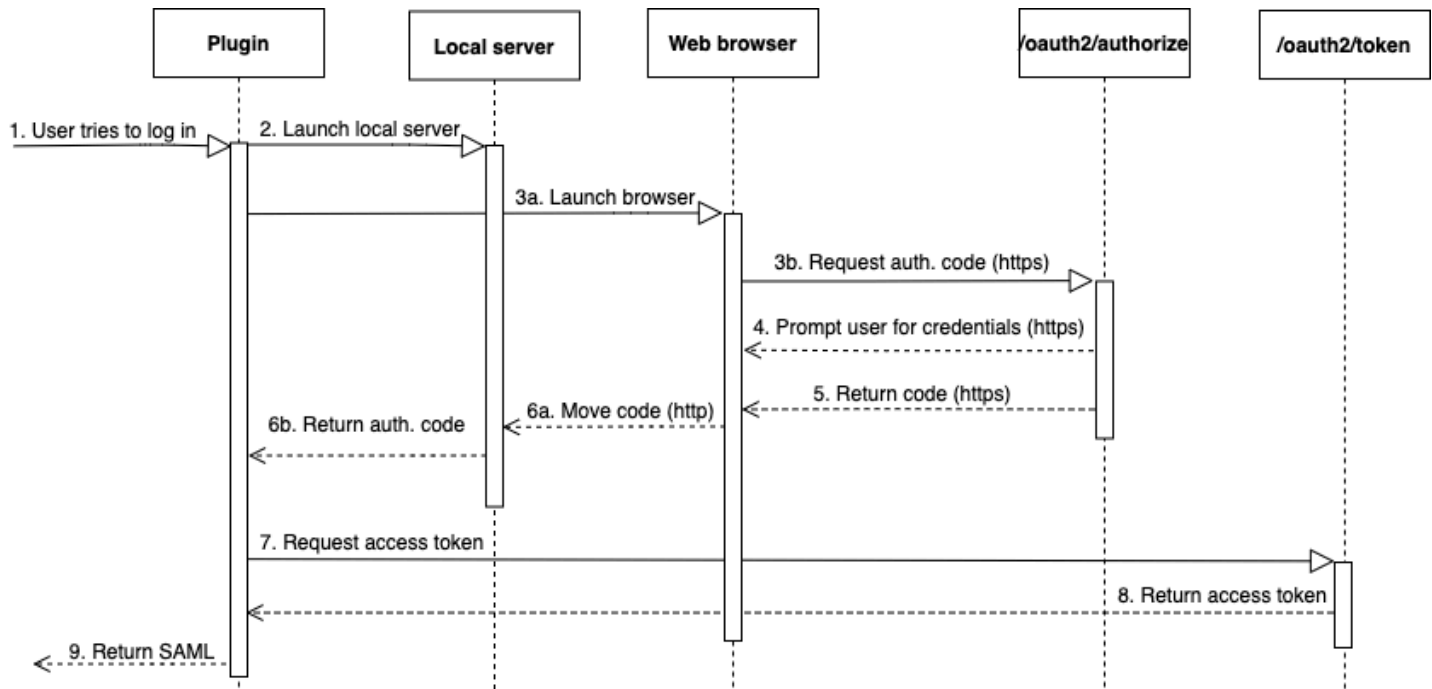 Plugin
Local server
Web browser
/oauth2/authorize
/oauth2/token
1. User tries to log in
2. Launch local server
3a. Launch browser
3b. Request auth. code (https)
4. Prompt user for credentials (https)
5. Return code (https)
6a. Move code (http)
6b. Return auth. code
7. Request access token
8. Return access token
9. Return SAML